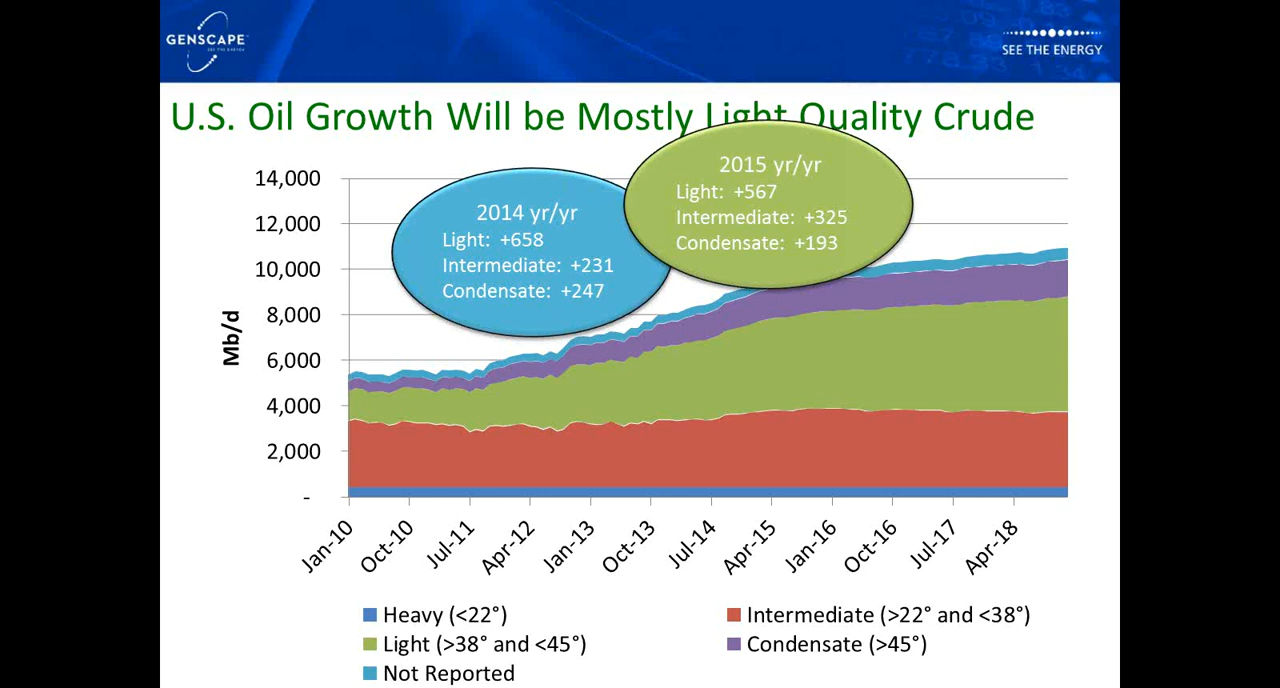 GENSCAPE
SEE THE ENERGY
SEE THE ENERGY
U.S. Oil Growth Will be Mostly Light Quality Crude
2014 yr/yr
Light: +658
Intermediate: +231
Condensate: +247
2015 yr/yr
Light: +567
Intermediate: +325
Condensate: +193
Mb/d
14,000
12,000
10,000
8,000
6,000
4,000
2,000
-
Jan-10
Oct-10
Jul-11
Apr-12
Jan-13
Oct-13
Jul-14
Apr-15
Jan-16
Oct-16
Jul-17
Apr-18
Heavy (<22°)
Intermediate (>22° and <38°)
Light (>38° and <45°)
Condensate (>45°)
Not Reported